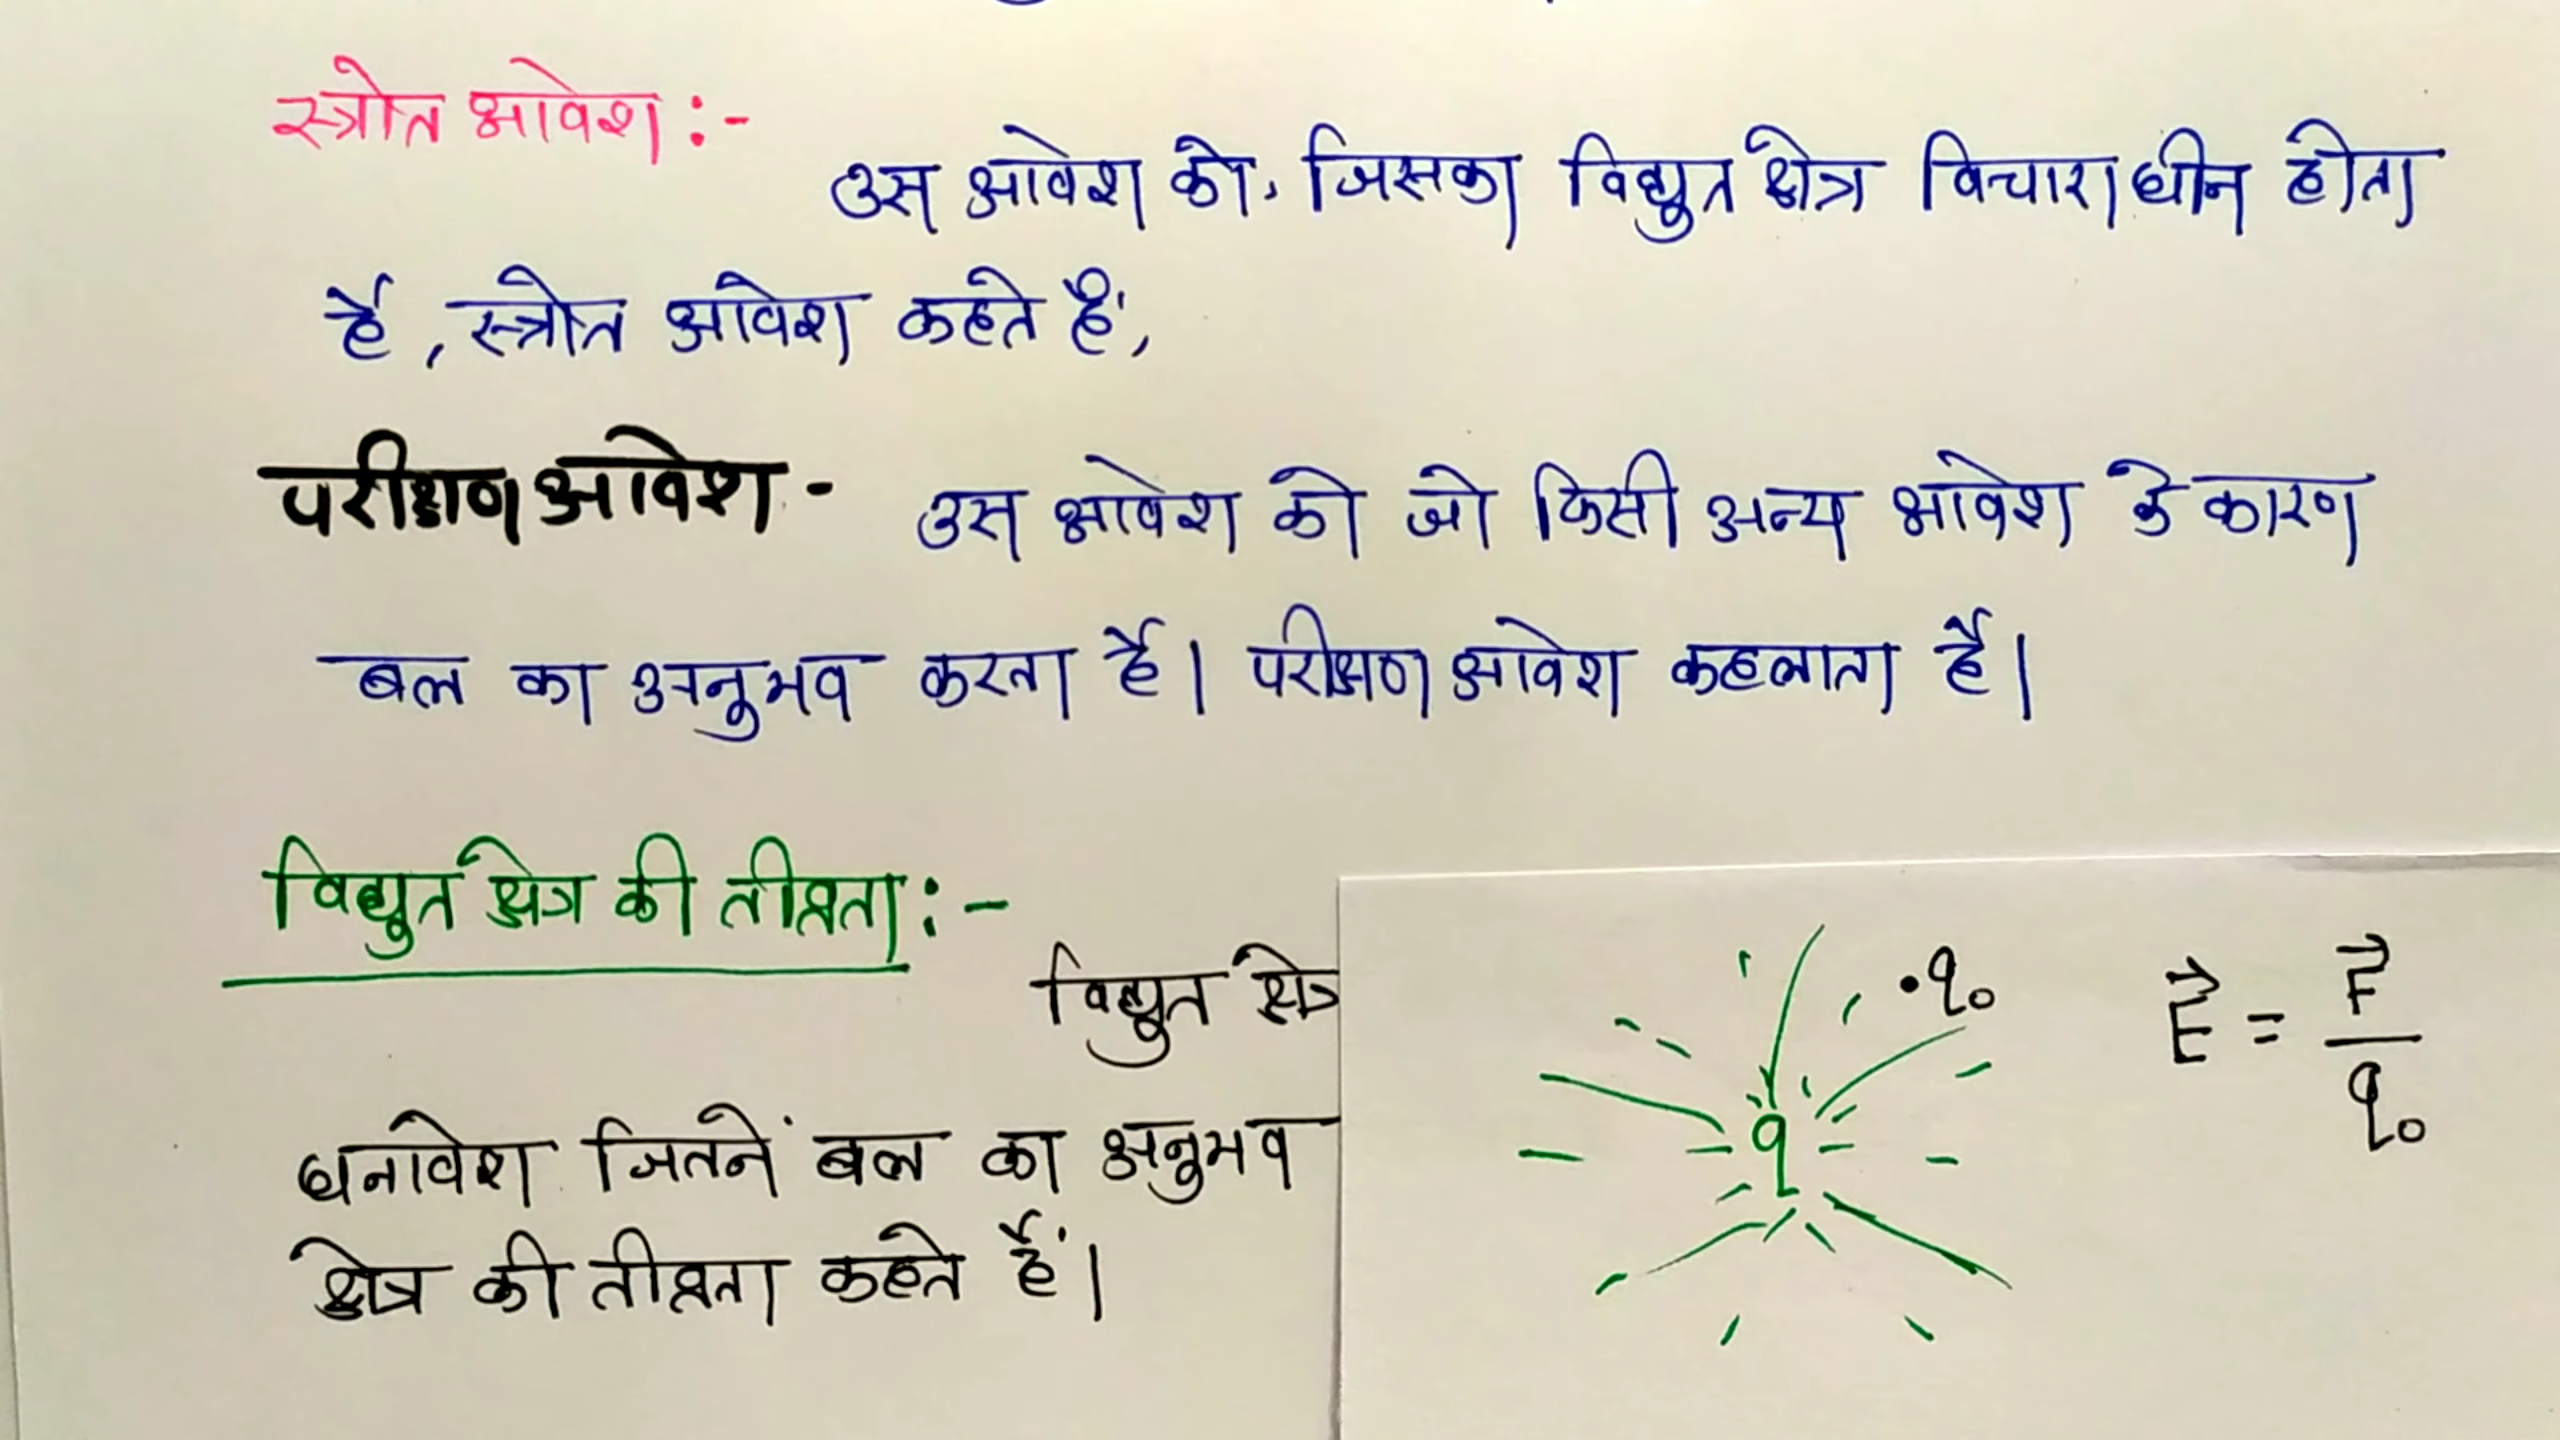 स्त्रोत आवेश :-
उस आवेश को, जिसका विद्युत क्षेत्र विचाराधीन होता
है, स्त्रोत आवेश कहते हैं,
परीक्षण आवेश -
उस आवेश को जो किसी अन्य आवेश के कारण
बल का अनुभव करता है। परीक्षण आवेश कहलाता है।
विद्युत क्षेत्र की तीव्रता :-
विद्युत क्षेत्र
धनावेश जितनें बल का अनुभव
क्षेत्र की तीव्रता कहते हैं।
.q₀
q
E⃗ = F⃗ / q₀